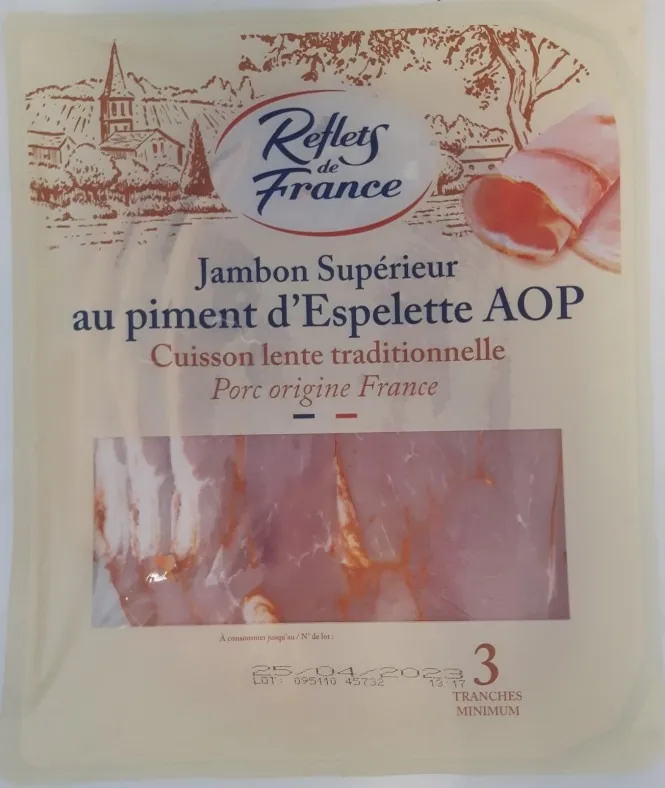 Reflets
de
France
Jambon Supérieur
au piment d'Espelette AOP
Cuisson lente traditionnelle
Porc origine France
À consommer jusqu'au / N° de lot :
25/04/2023
LOT: 095110 45732 13:17
3
TRANCHES
MINIMUM